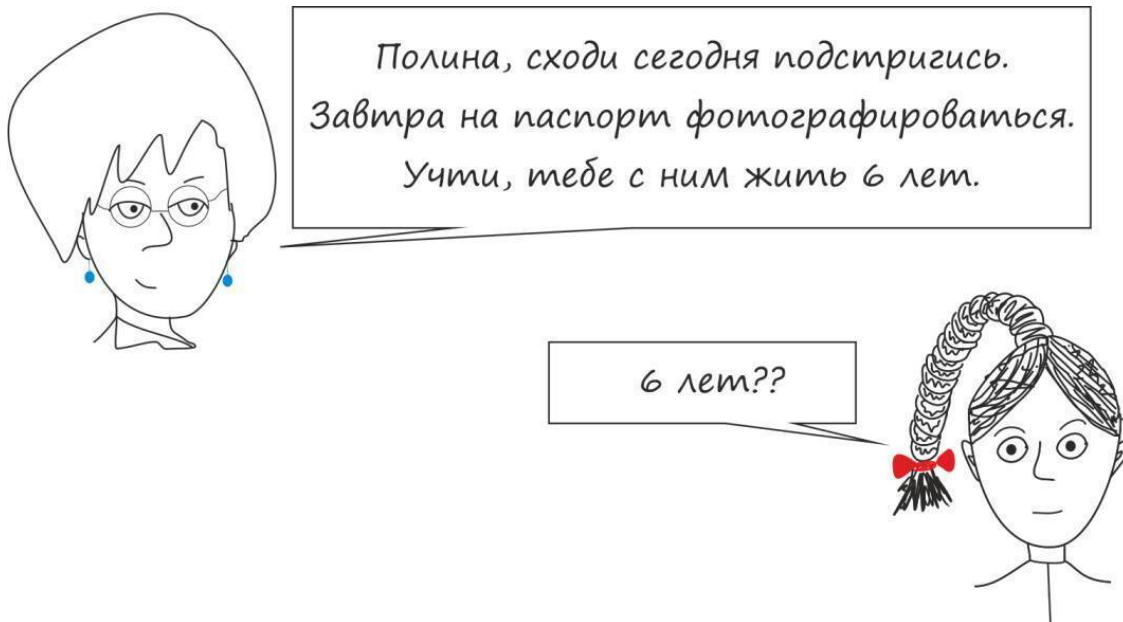 Полина, сходи сегодня подстригись.
Завтра на паспорт фотографироваться.
Учти, тебе с ним жить 6 лет.
6 лет??